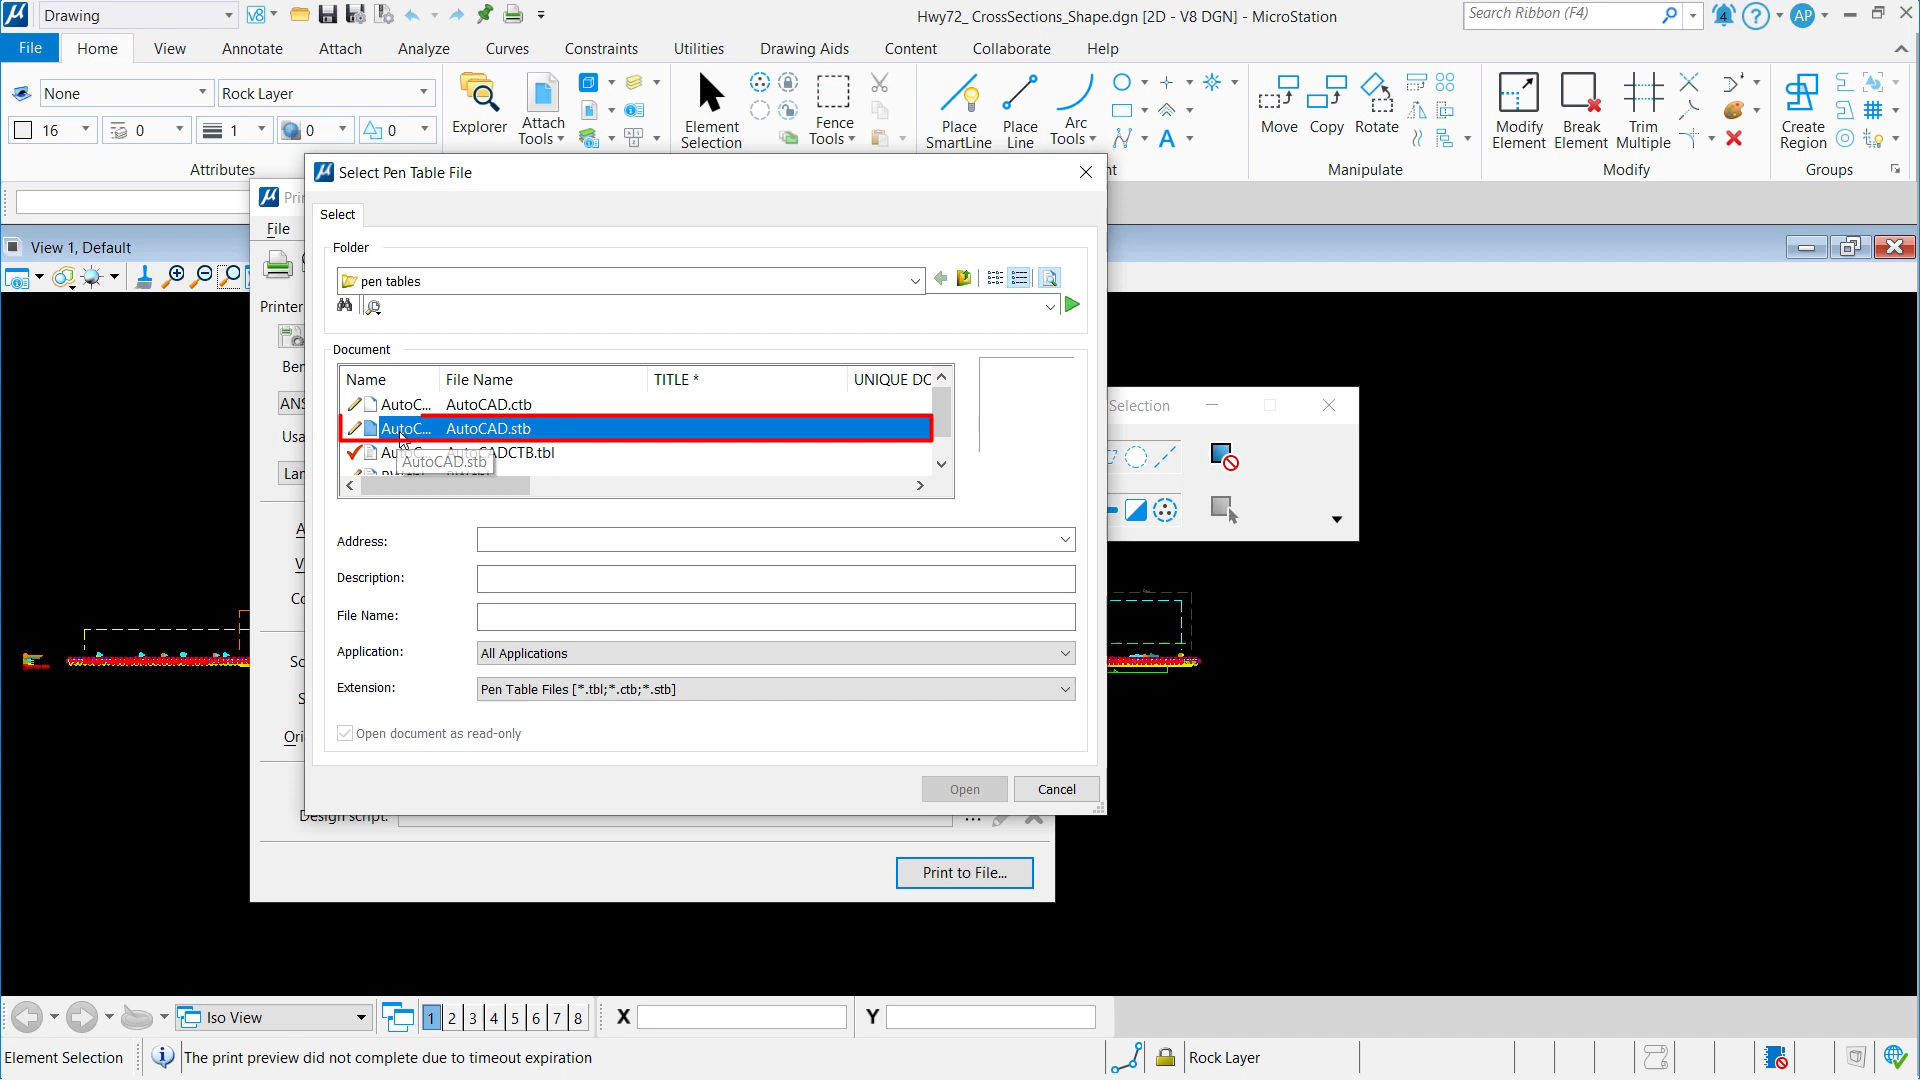 Drawing
Hwy72_ CrossSections_Shape.dgn [2D - V8 DGN] - MicroStation
Search Ribbon (F4)
AP
File Home View Annotate Attach Analyze Curves Constraints Utilities Drawing Aids Content Collaborate Help
None Rock Layer
16 0 1 0 0
Attributes
Explorer
Attach Tools
Element Selection
Fence Tools
Place SmartLine
Place Line
Arc Tools
Move Copy Rotate
Manipulate
Modify Element
Break Element
Trim Multiple
Modify
Create Region
Groups
View 1, Default
File
Printer
Select Pen Table File
Select
Folder
pen tables
Document
Name File Name TITLE * UNIQUE DC
AutoC... AutoCAD.ctb
AutoC... AutoCAD.stb
AutoCADCTB.tbl
AutoCAD.stb
Address:
Description:
File Name:
Application: All Applications
Extension: Pen Table Files [*.tbl;*.ctb;*.stb]
Open document as read-only
Open Cancel
Design script:
Print to File...
Selection
Iso View
1 2 3 4 5 6 7 8
X Y
Element Selection
The print preview did not complete due to timeout expiration
Rock Layer